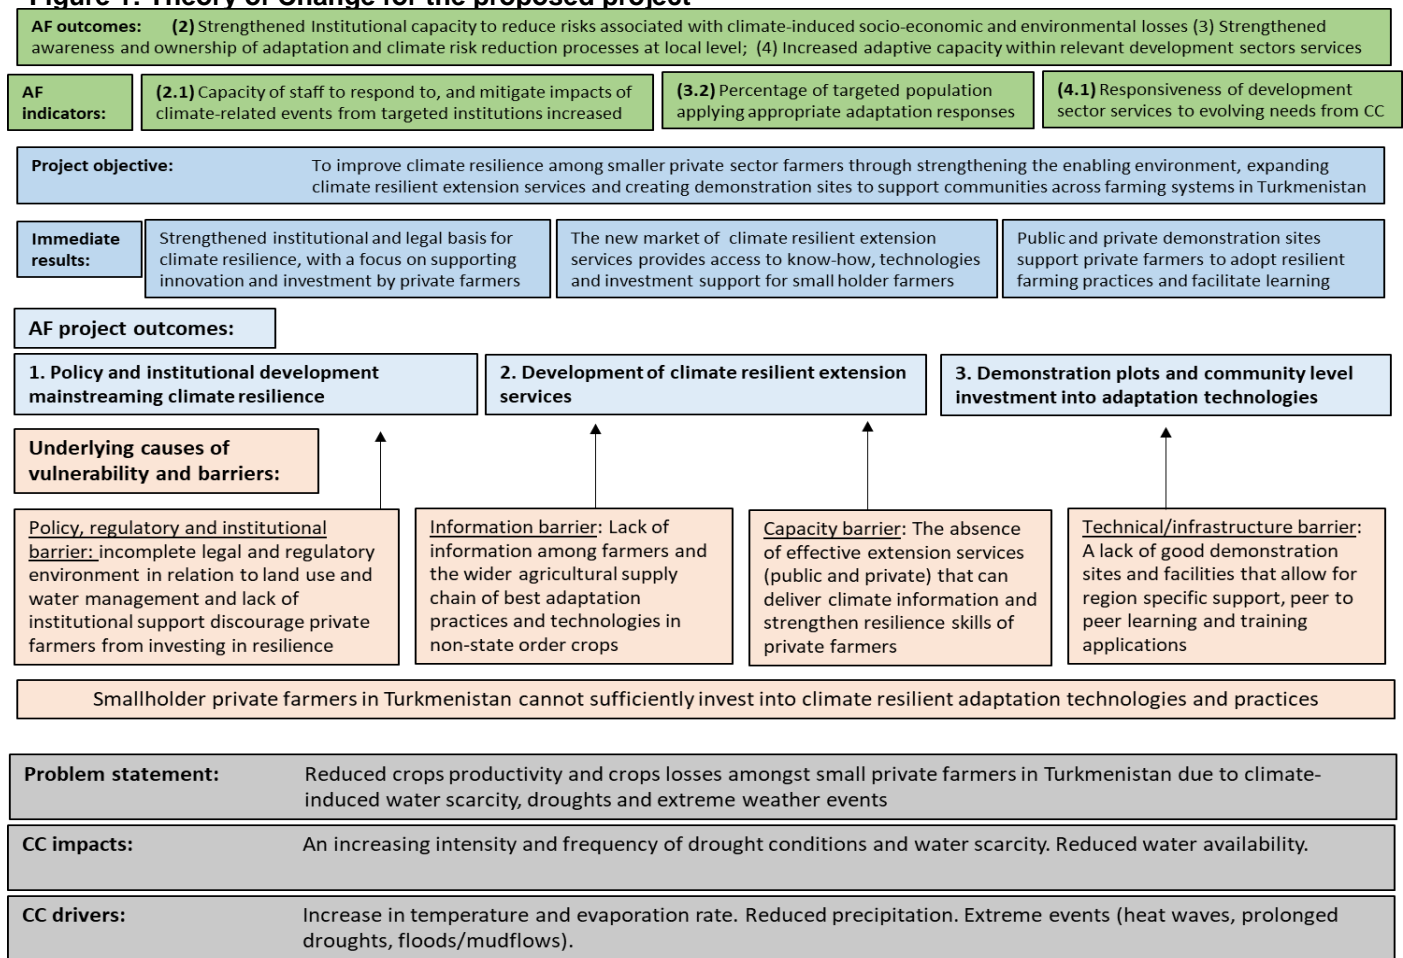 Figure 1: Theory of Change for the proposed project
AF outcomes: (2) Strengthened Institutional capacity to reduce risks associated with climate-induced socio-economic and environmental losses (3) Strengthened
awareness and ownership of adaptation and climate risk reduction processes at local level; (4) Increased adaptive capacity within relevant development sectors services
AF
indicators:
(2.1) Capacity of staff to respond to, and mitigate impacts of
climate-related events from targeted institutions increased
(3.2) Percentage of targeted population
applying appropriate adaptation responses
(4.1) Responsiveness of development
sector services to evolving needs from CC
Project objective:
To improve climate resilience among smaller private sector farmers through strengthening the enabling environment, expanding
climate resilient extension services and creating demonstration sites to support communities across farming systems in Turkmenistan
Immediate
results:
Strengthened institutional and legal basis for
climate resilience, with a focus on supporting
innovation and investment by private farmers
The new market of climate resilient extension
services provides access to know-how, technologies
and investment support for small holder farmers
Public and private demonstration sites
support private farmers to adopt resilient
farming practices and facilitate learning
AF project outcomes:
1. Policy and institutional development
mainstreaming climate resilience
2. Development of climate resilient extension
services
3. Demonstration plots and community level
investment into adaptation technologies
Underlying causes of
vulnerability and barriers:
Policy, regulatory and institutional
barrier: incomplete legal and regulatory
environment in relation to land use and
water management and lack of
institutional support discourage private
farmers from investing in resilience
Information barrier: Lack of
information among farmers and
the wider agricultural supply
chain of best adaptation
practices and technologies in
non-state order crops
Capacity barrier: The absence
of effective extension services
(public and private) that can
deliver climate information and
strengthen resilience skills of
private farmers
Technical/infrastructure barrier:
A lack of good demonstration
sites and facilities that allow for
region specific support, peer to
peer learning and training
applications
Smallholder private farmers in Turkmenistan cannot sufficiently invest into climate resilient adaptation technologies and practices
Problem statement:
Reduced crops productivity and crops losses amongst small private farmers in Turkmenistan due to climate-
induced water scarcity, droughts and extreme weather events
CC impacts:
An increasing intensity and frequency of drought conditions and water scarcity. Reduced water availability.
CC drivers:
Increase in temperature and evaporation rate. Reduced precipitation. Extreme events (heat waves, prolonged
droughts, floods/mudflows).